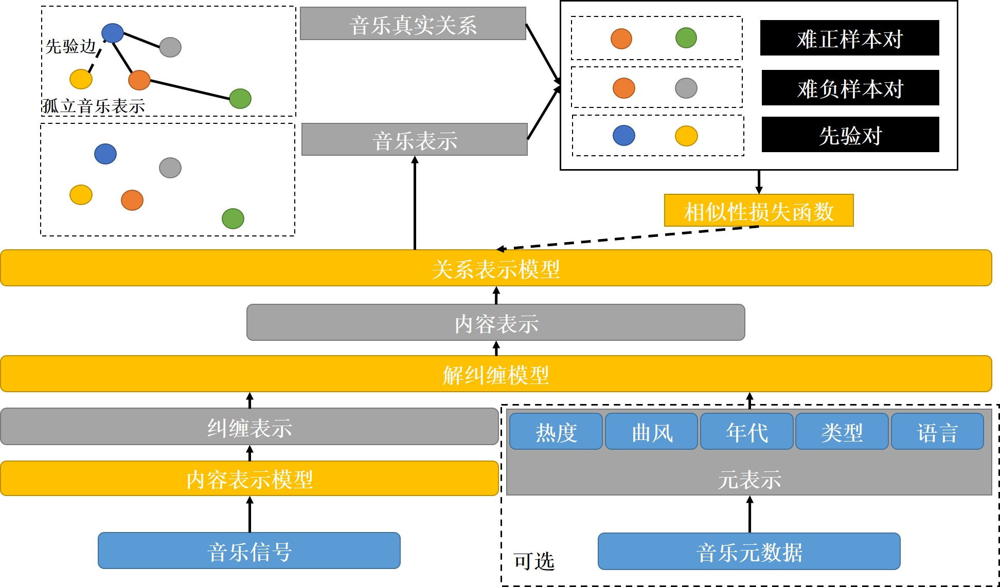 先验边
孤立音乐表示
音乐真实关系
音乐表示
难正样本对
难负样本对
先验对
相似性损失函数
关系表示模型
内容表示
解纠缠模型
纠缠表示
热度
曲风
年代
类型
语言
元表示
内容表示模型
音乐信号
可选
音乐元数据